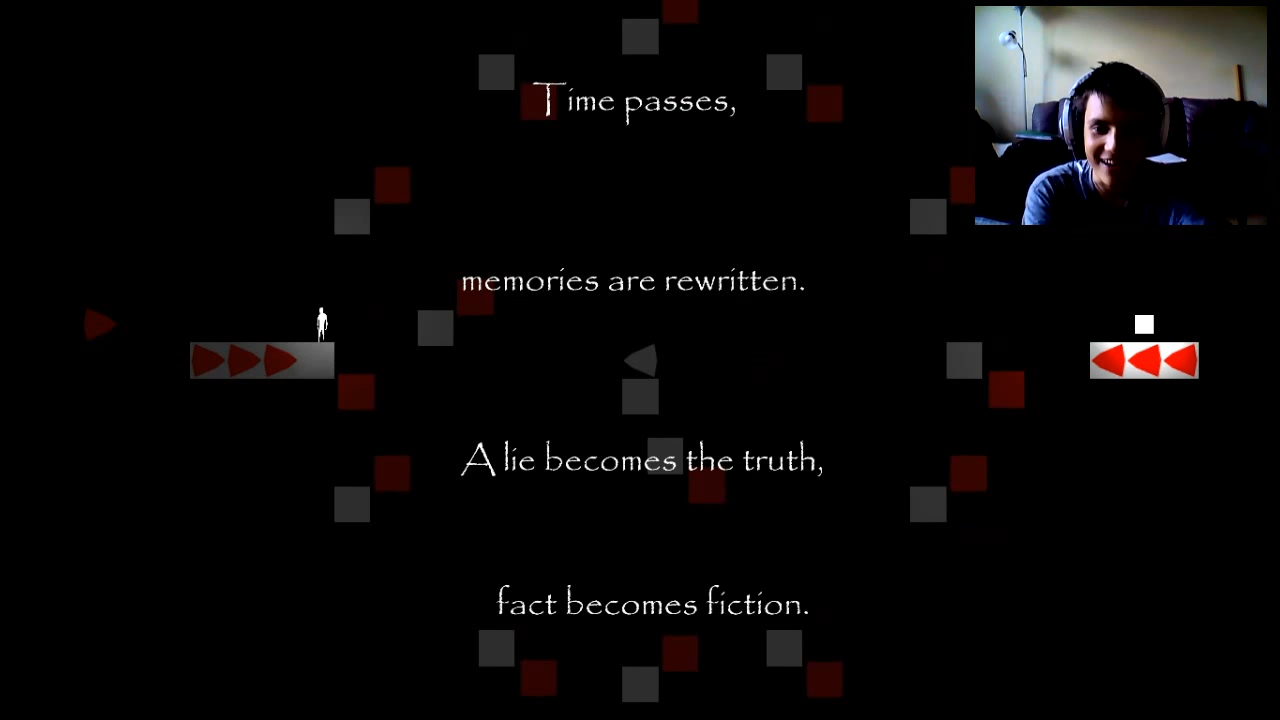 Time passes,
memories are rewritten.
A lie becomes the truth,
fact becomes fiction.